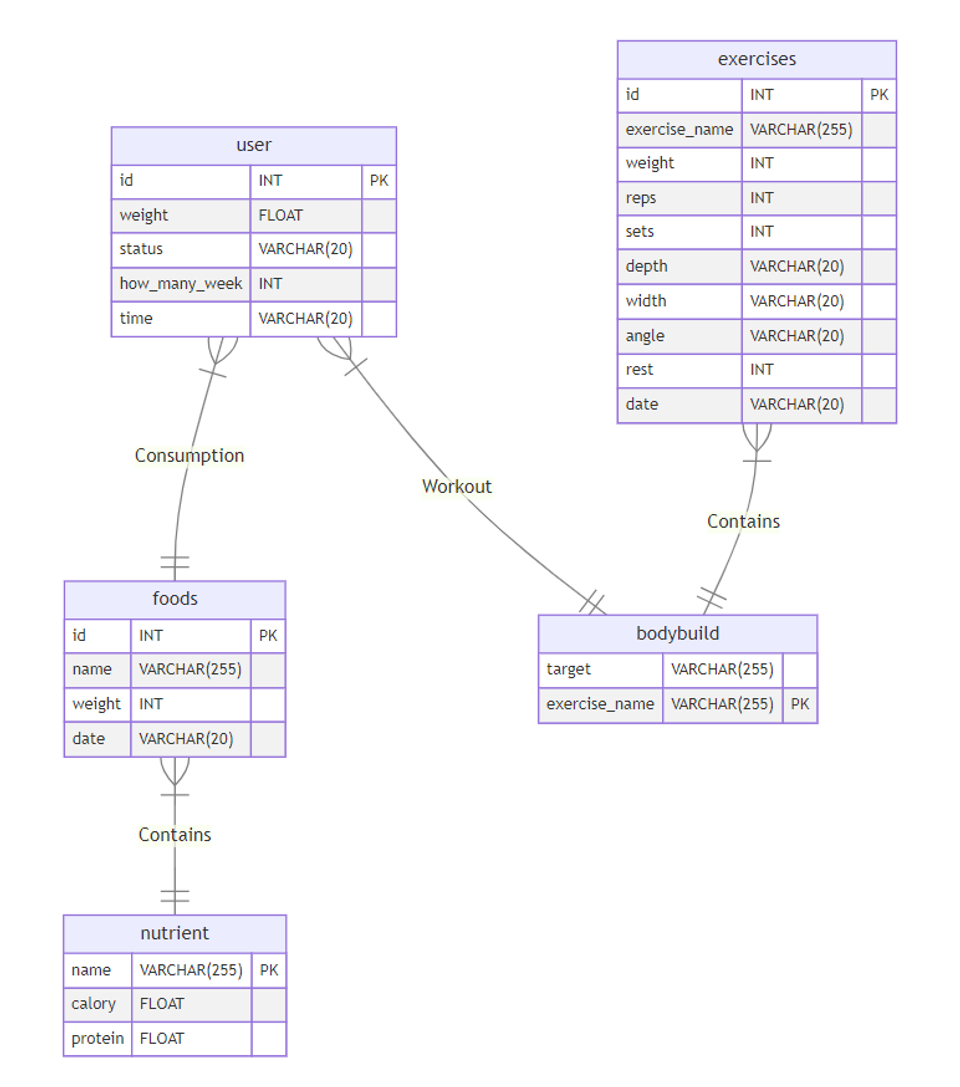 user
id INT PK
weight FLOAT
status VARCHAR(20)
how_many_week INT
time VARCHAR(20)
exercises
id INT PK
exercise_name VARCHAR(255)
weight INT
reps INT
sets INT
depth VARCHAR(20)
width VARCHAR(20)
angle VARCHAR(20)
rest INT
date VARCHAR(20)
Consumption
Workout
Contains
foods
id INT PK
name VARCHAR(255)
weight INT
date VARCHAR(20)
bodybuild
target VARCHAR(255)
exercise_name VARCHAR(255) PK
Contains
nutrient
name VARCHAR(255) PK
calory FLOAT
protein FLOAT